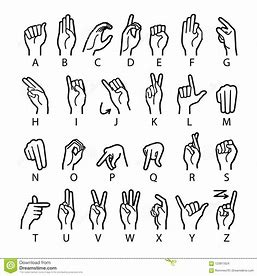 A B C D E F G
H I J K L M
N O P Q R S
T U V W X Y Z